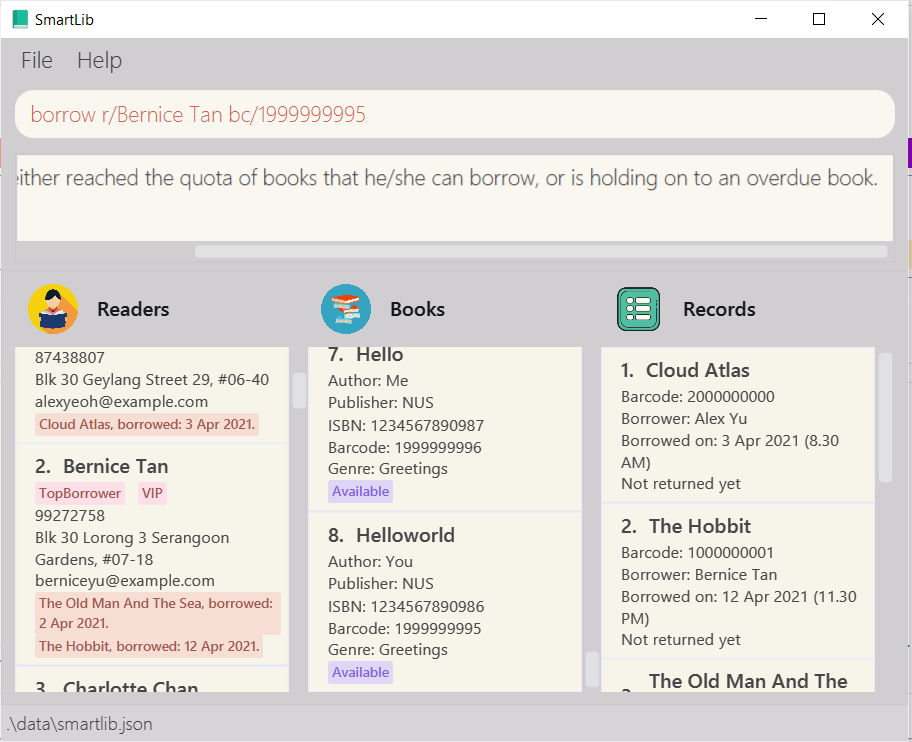 SmartLib
File Help
borrow r/Bernice Tan bc/1999999995
either reached the quota of books that he/she can borrow, or is holding on to an overdue book.
Readers
87438807
Blk 30 Geylang Street 29, #06-40
alexyeoh@example.com
Cloud Atlas, borrowed: 3 Apr 2021.
2. Bernice Tan
TopBorrower VIP
99272758
Blk 30 Lorong 3 Serangoon
Gardens, #07-18
berniceyu@example.com
The Old Man And The Sea, borrowed:
2 Apr 2021.
The Hobbit, borrowed: 12 Apr 2021.
3. Charlotte Chan
Books
7. Hello
Author: Me
Publisher: NUS
ISBN: 1234567890987
Barcode: 1999999996
Genre: Greetings
Available
8. Helloworld
Author: You
Publisher: NUS
ISBN: 1234567890986
Barcode: 1999999995
Genre: Greetings
Available
Records
1. Cloud Atlas
Barcode: 2000000000
Borrower: Alex Yu
Borrowed on: 3 Apr 2021 (8.30
AM)
Not returned yet
2. The Hobbit
Barcode: 1000000001
Borrower: Bernice Tan
Borrowed on: 12 Apr 2021 (11.30
PM)
Not returned yet
The Old Man And The
.\data\smartlib.json